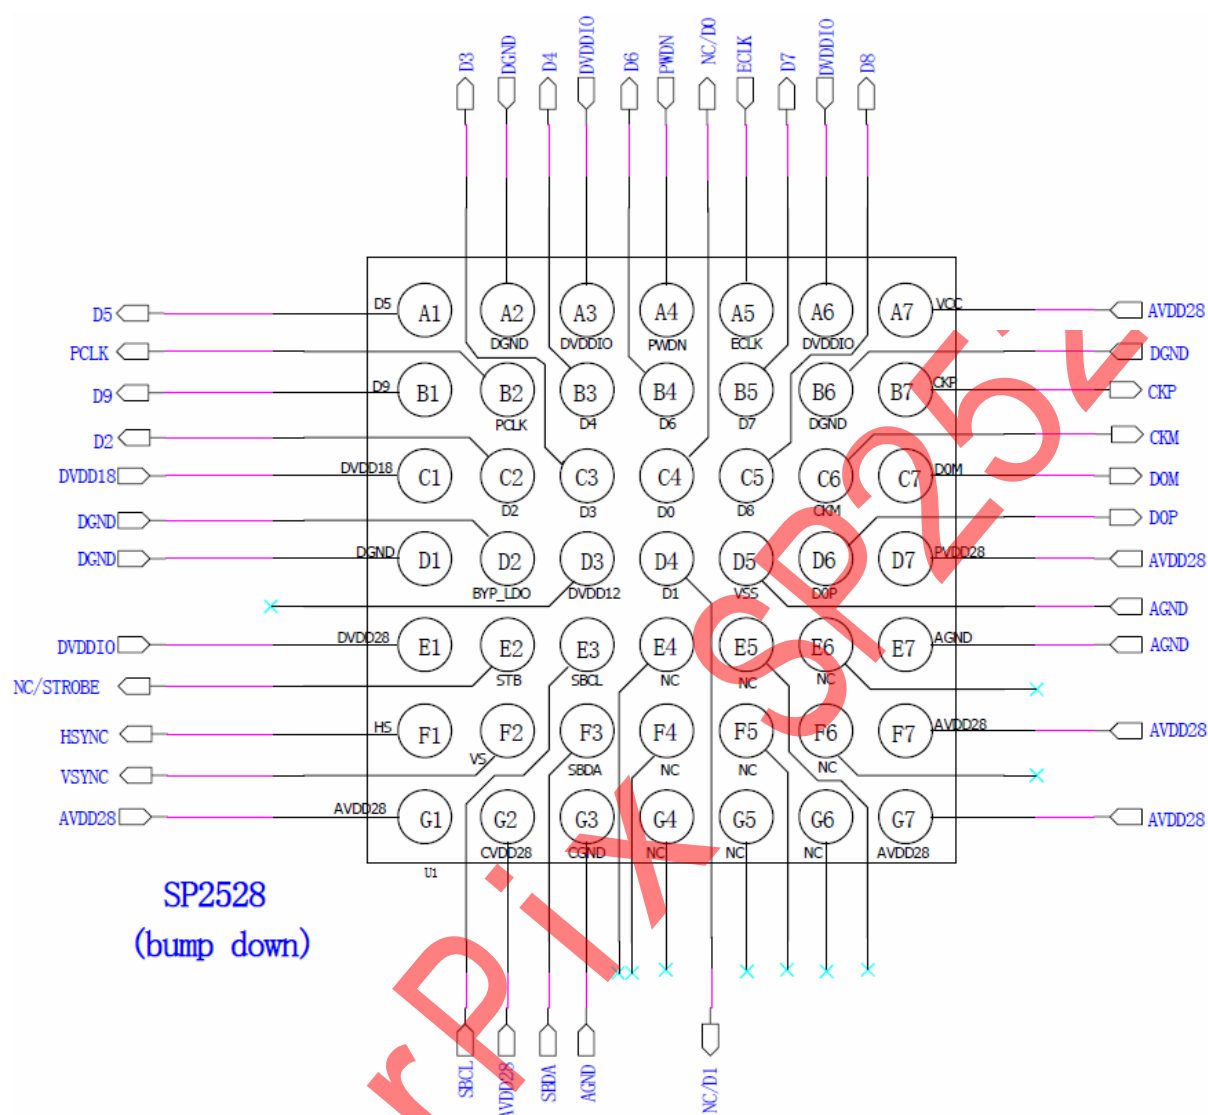 D3 DGND D4 DVDDIO D6 PWDN NC/D0 ECLK D7 DVDDIO D8
D5 D5 A1 A2 A3 A4 A5 A6 A7 VCC AVDD28
DGND DVDDIO PWDN ECLK DVDDIO
PCLK DGND
D9 D9 B1 B2 B3 B4 B5 B6 B7 CKP CKP
PCLK D4 D6 D7 DGND
D2 CKM
DVDD18 DVDD18 C1 C2 C3 C4 C5 C6 C7 D0M D0M
D2 D3 D0 D8 CKM
DGND D0P
DGND DGND D1 D2 D3 D4 D5 D6 D7 PVDD28 AVDD28
BYP_LDO DVDD12 D1 VSS D0P
AGND
DVDDIO DVDD28 E1 E2 E3 E4 E5 E6 E7 AGND AGND
STB SBCL NC NC NC
NC/STROBE
HSYNC HS F1 F2 F3 F4 F5 F6 F7 AVDD28 AVDD28
VS SBDA NC NC NC
VSYNC
AVDD28 AVDD28 G1 G2 G3 G4 G5 G6 G7 AVDD28
CVDD28 CGND NC NC NC AVDD28
U1
SP2528
(bump down)
SBCL AVDD28 SBDA AGND NC/D1
rPix SP252